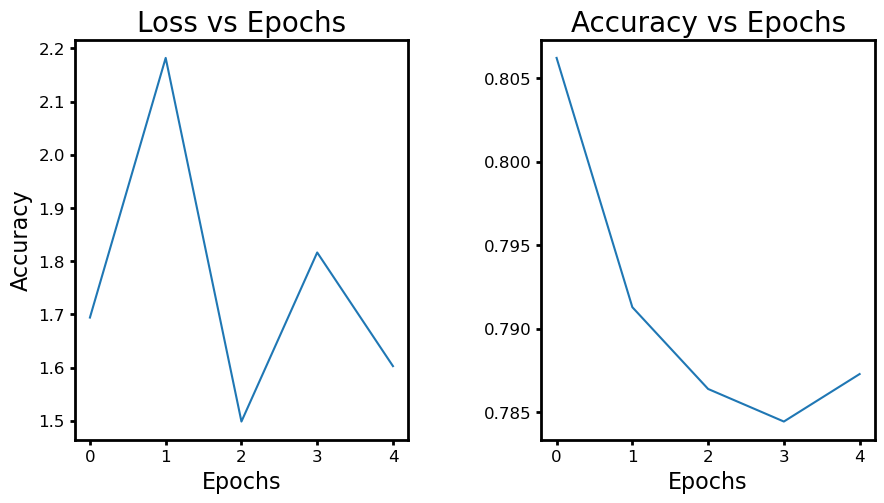 Loss vs Epochs
Accuracy
2.2
2.1
2.0
1.9
1.8
1.7
1.6
1.5
0 1 2 3 4
Epochs
Accuracy vs Epochs
0.805
0.800
0.795
0.790
0.785
0 1 2 3 4
Epochs